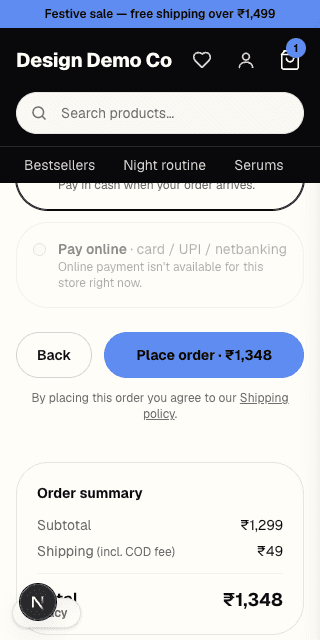 Festive sale — free shipping over ₹1,499
Design Demo Co
1
Search products...
Bestsellers Night routine Serums
Pay in cash when your order arrives.
Pay online · card / UPI / netbanking
Online payment isn't available for this
store right now.
Back
Place order · ₹1,348
By placing this order you agree to our Shipping
policy.
Order summary
Subtotal ₹1,299
Shipping (incl. COD fee) ₹49
₹1,348
N